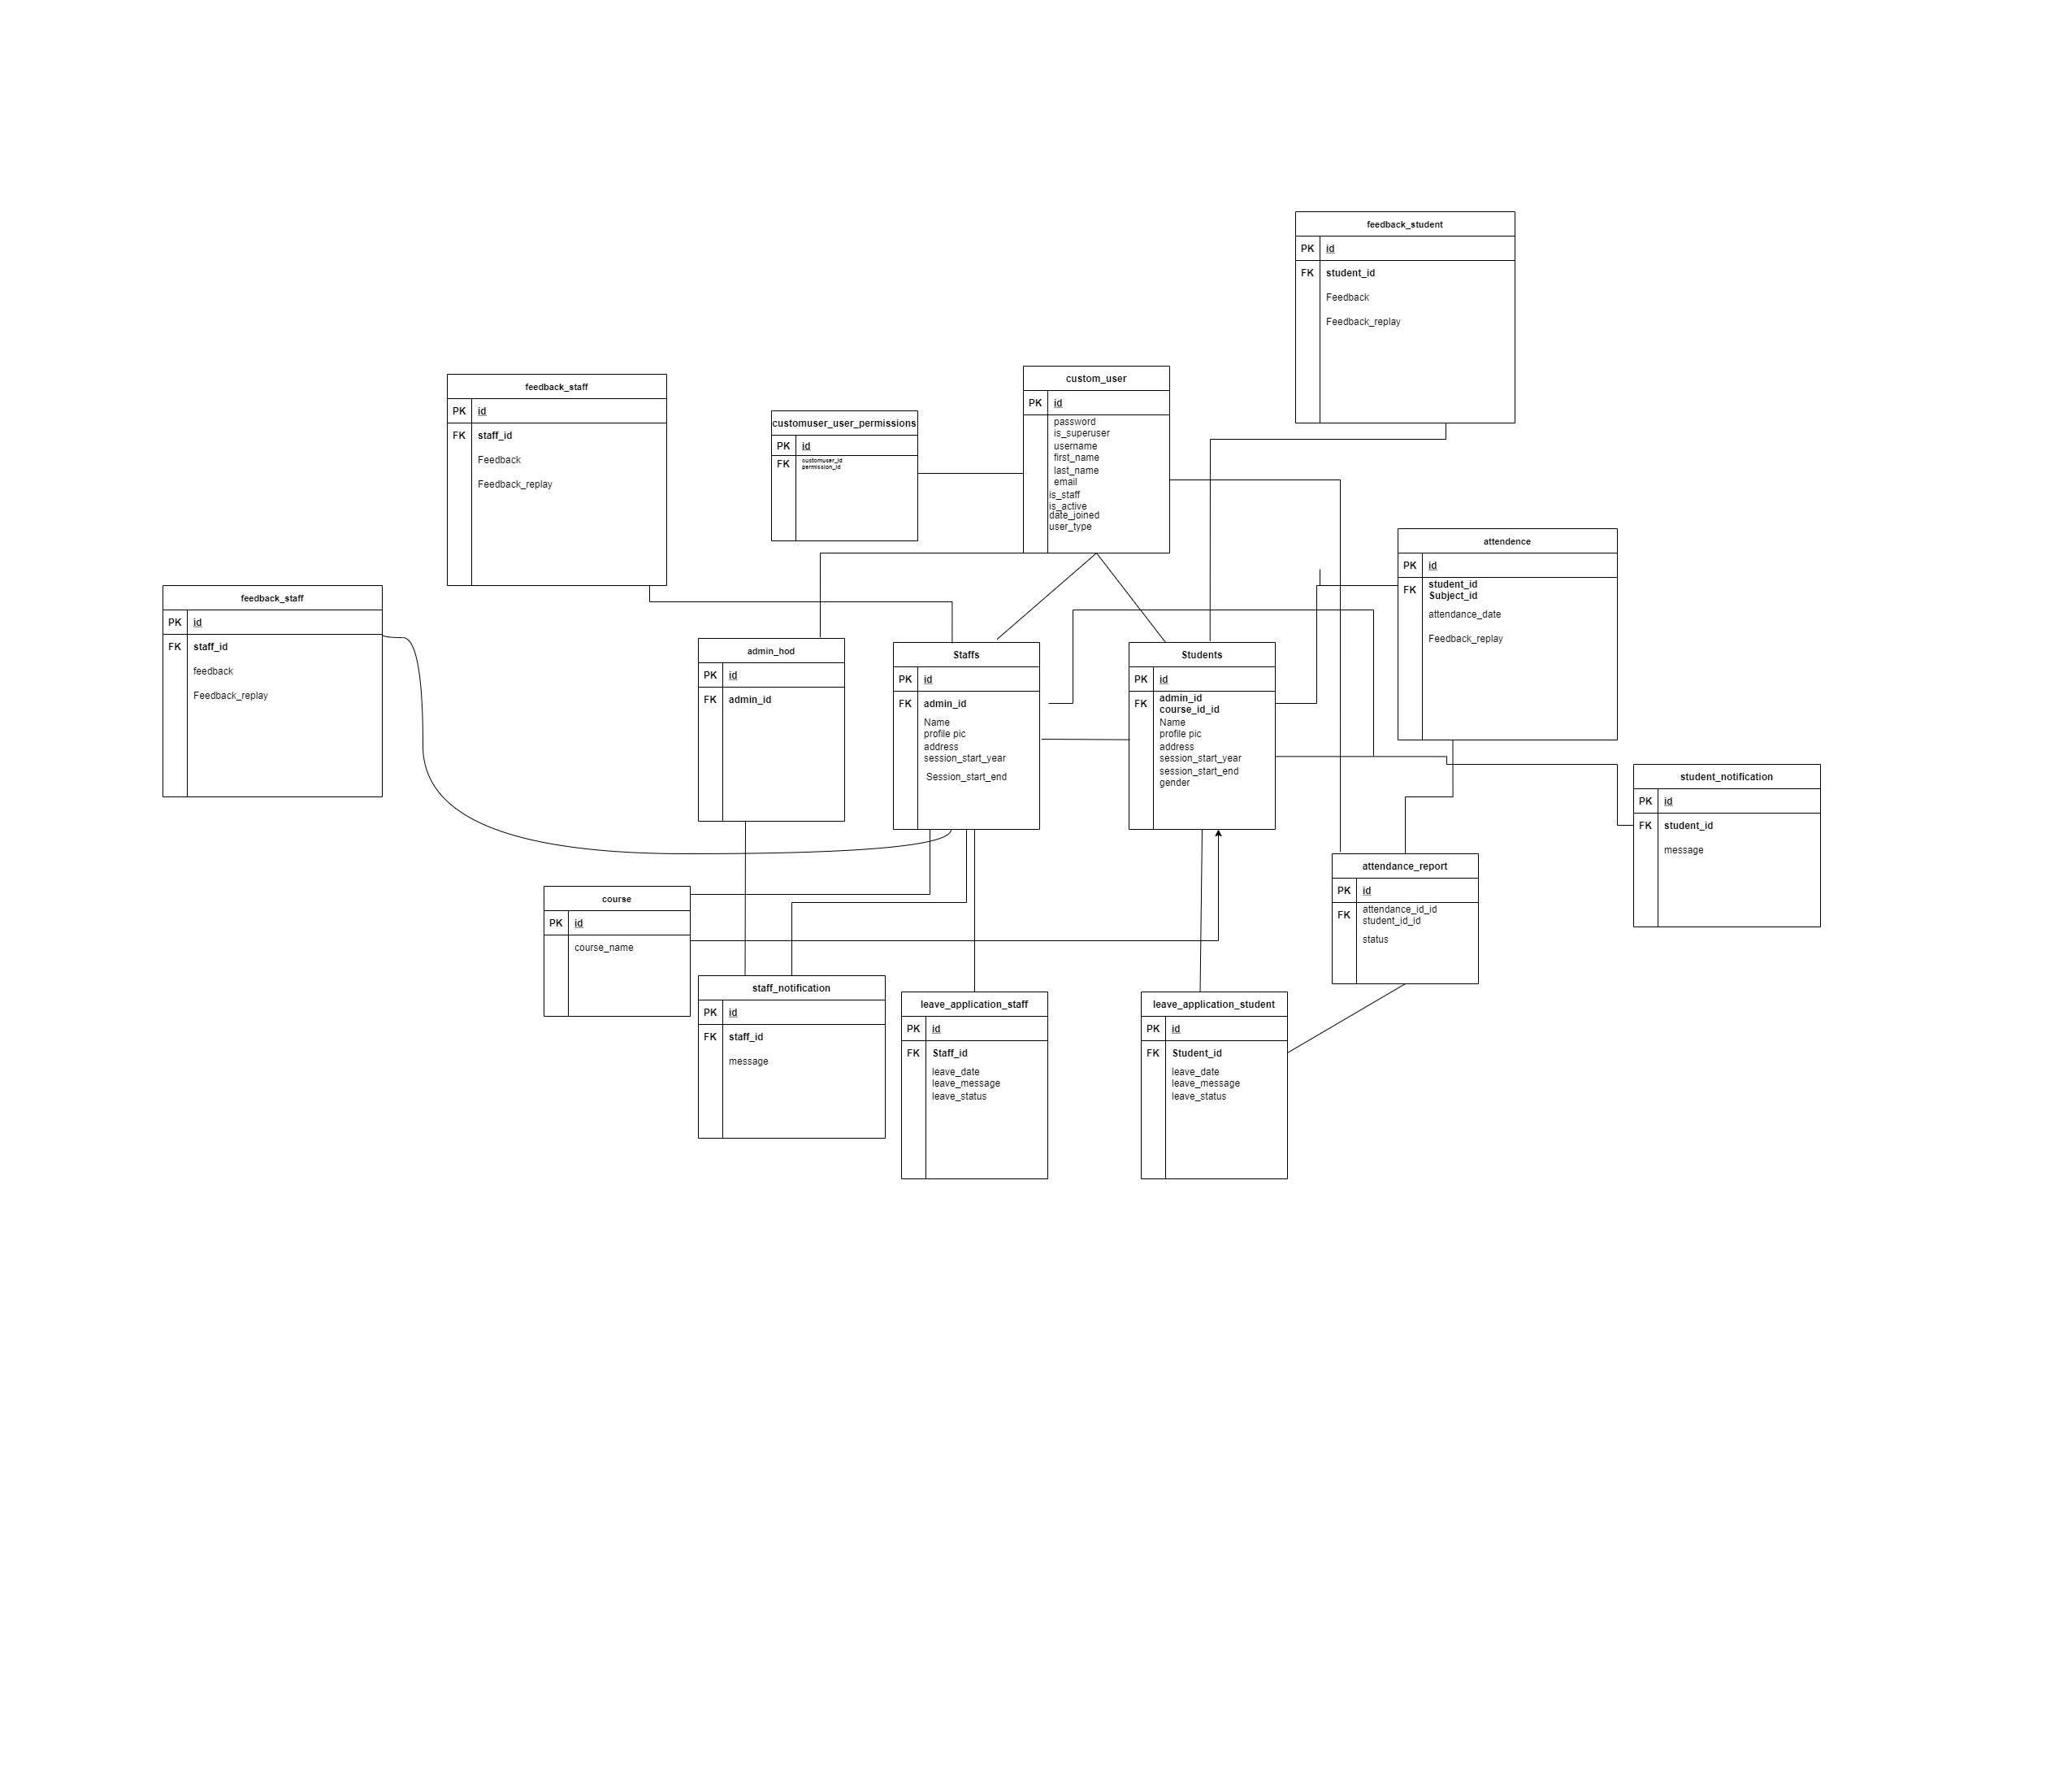 feedback_student
PK id
FK student_id
Feedback
Feedback_replay
custom_user
PK id
password
is_superuser
username
first_name
last_name
email
is_staff
is_active
date_joined
user_type
feedback_staff
PK id
FK staff_id
Feedback
Feedback_replay
customuser_user_permissions
PK id
FK customuser_id
permission_id
attendence
PK id
FK student_id
Subject_id
attendance_date
Feedback_replay
feedback_staff
PK id
FK staff_id
feedback
Feedback_replay
admin_hod
PK id
FK admin_id
Staffs
PK id
FK admin_id
Name
profile pic
address
session_start_year
Session_start_end
Students
PK id
FK admin_id
course_id_id
Name
profile pic
address
session_start_year
session_start_end
gender
student_notification
PK id
FK student_id
message
attendance_report
PK id
FK attendance_id_id
student_id_id
status
course
PK id
course_name
staff_notification
PK id
FK staff_id
message
leave_application_staff
PK id
FK Staff_id
leave_date
leave_message
leave_status
leave_application_student
PK id
FK Student_id
leave_date
leave_message
leave_status